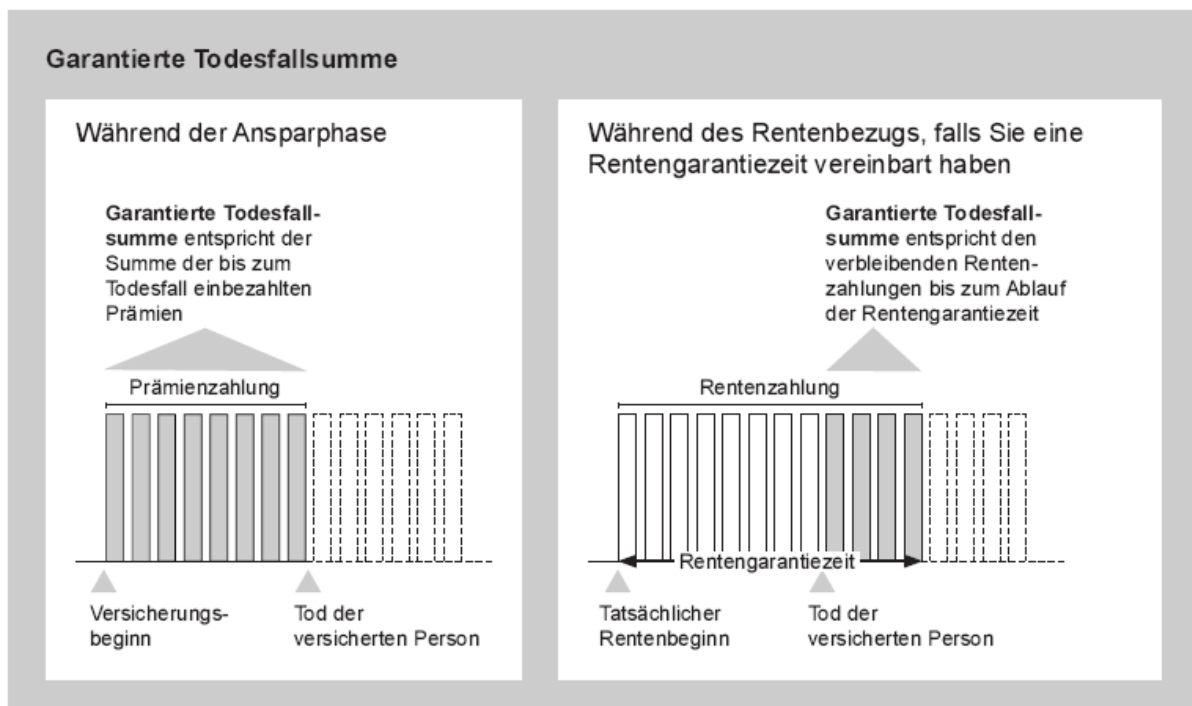 Garantierte Todesfallsumme
Während der Ansparphase
Garantierte Todesfall-
summe entspricht der
Summe der bis zum
Todesfall einbezahlten
Prämien
Prämienzahlung
Versicherungs-
beginn
Tod der
versicherten Person
Während des Rentenbezugs, falls Sie eine
Rentengarantiezeit vereinbart haben
Garantierte Todesfall-
summe entspricht den
verbleibenden Renten-
zahlungen bis zum Ablauf
der Rentengarantiezeit
Rentenzahlung
Rentengarantiezeit
Tatsächlicher
Rentenbeginn
Tod der
versicherten Person